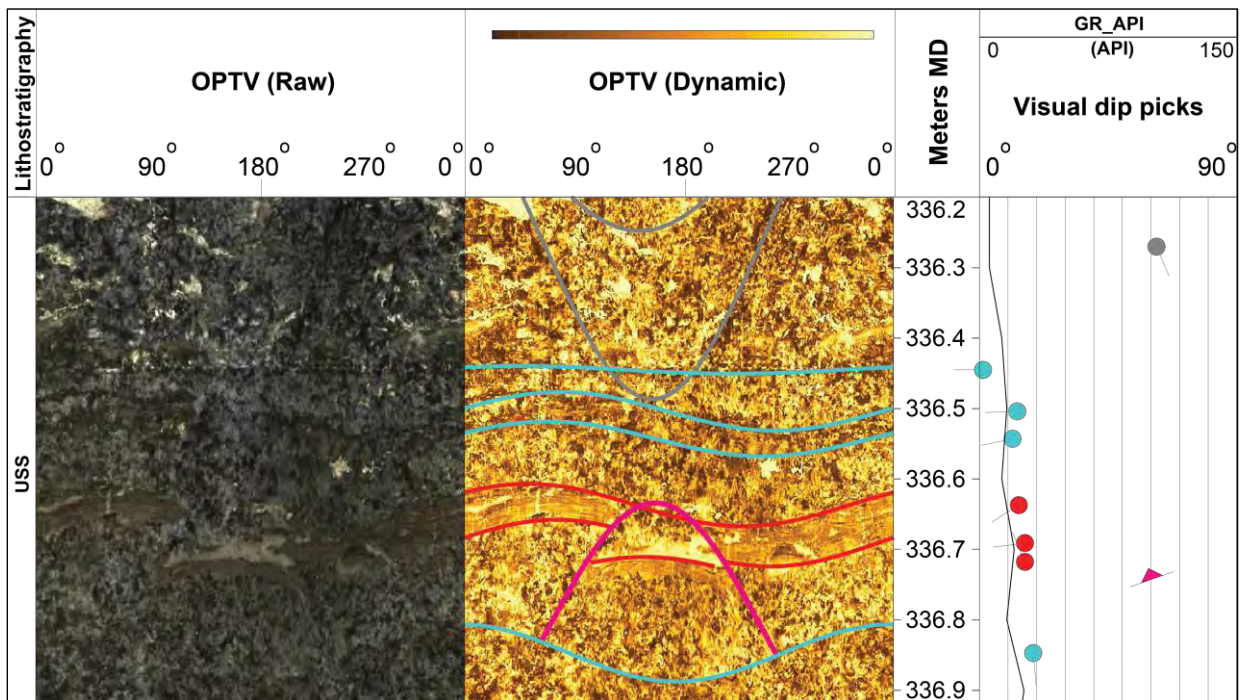 Lithostratigraphy
OPTV (Raw)
0° 90° 180° 270° 0°
OPTV (Dynamic)
0° 90° 180° 270° 0°
Meters MD
GR_API
0 (API) 150
Visual dip picks
0° 90°
USS
336.2
336.3
336.4
336.5
336.6
336.7
336.8
336.9